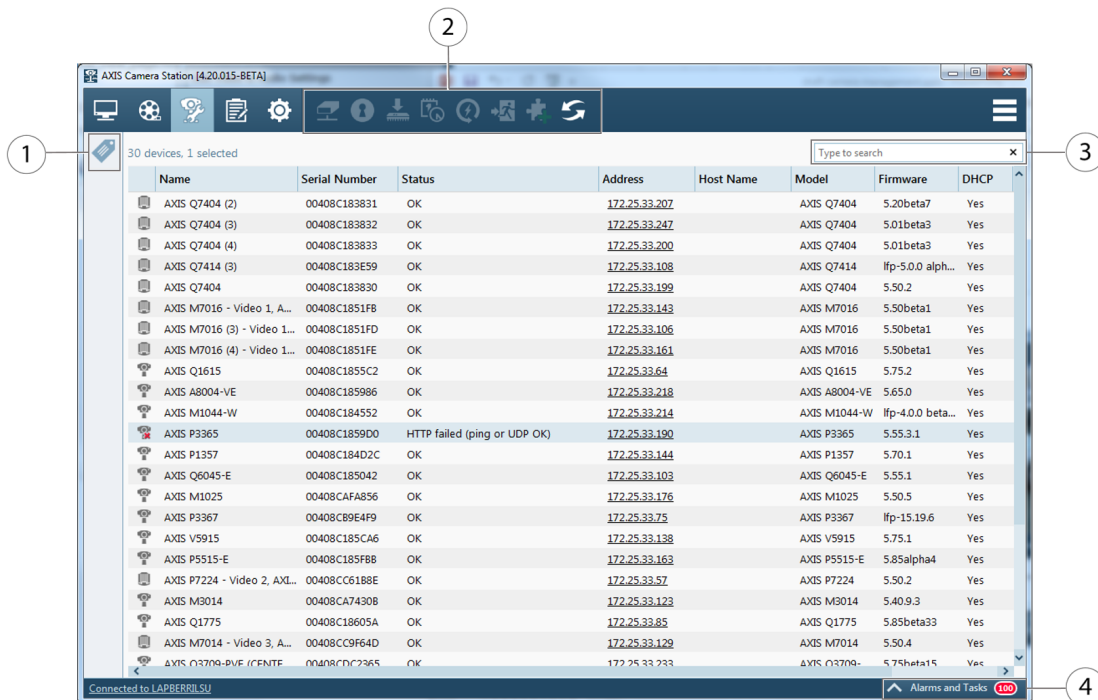 2
AXIS Camera Station [4.20.015-BETA]
1
30 devices, 1 selected
Type to search
3
Name Serial Number Status Address Host Name Model Firmware DHCP
AXIS Q7404 (2) 00408C183831 OK 172.25.33.207 AXIS Q7404 5.20beta7 Yes
AXIS Q7404 (3) 00408C183832 OK 172.25.33.247 AXIS Q7404 5.01beta3 Yes
AXIS Q7404 (4) 00408C183833 OK 172.25.33.200 AXIS Q7404 5.01beta3 Yes
AXIS Q7414 (3) 00408C183E59 OK 172.25.33.108 AXIS Q7414 lfp-5.0.0 alph... Yes
AXIS Q7404 00408C183830 OK 172.25.33.199 AXIS Q7404 5.50.2 Yes
AXIS M7016 - Video 1, A... 00408C1851FB OK 172.25.33.143 AXIS M7016 5.50beta1 Yes
AXIS M7016 (3) - Video 1... 00408C1851FD OK 172.25.33.106 AXIS M7016 5.50beta1 Yes
AXIS M7016 (4) - Video 1... 00408C1851FE OK 172.25.33.161 AXIS M7016 5.50beta1 Yes
AXIS Q1615 00408C1855C2 OK 172.25.33.64 AXIS Q1615 5.75.2 Yes
AXIS A8004-VE 00408C185986 OK 172.25.33.218 AXIS A8004-VE 5.65.0 Yes
AXIS M1044-W 00408C184552 OK 172.25.33.214 AXIS M1044-W lfp-4.0.0 beta... Yes
AXIS P3365 00408C1859D0 HTTP failed (ping or UDP OK) 172.25.33.190 AXIS P3365 5.55.3.1 Yes
AXIS P1357 00408C184D2C OK 172.25.33.144 AXIS P1357 5.70.1 Yes
AXIS Q6045-E 00408C185042 OK 172.25.33.103 AXIS Q6045-E 5.55.1 Yes
AXIS M1025 00408CAFA856 OK 172.25.33.176 AXIS M1025 5.50.5 Yes
AXIS P3367 00408CB9E4F9 OK 172.25.33.75 AXIS P3367 lfp-15.19.6 Yes
AXIS V5915 00408C185CA6 OK 172.25.33.138 AXIS V5915 5.75.1 Yes
AXIS P5515-E 00408C185FBB OK 172.25.33.163 AXIS P5515-E 5.85alpha4 Yes
AXIS P7224 - Video 2, AXI... 00408CC61B8E OK 172.25.33.57 AXIS P7224 5.50.2 Yes
AXIS M3014 00408CA7430B OK 172.25.33.123 AXIS M3014 5.40.9.3 Yes
AXIS Q1775 00408C18605A OK 172.25.33.85 AXIS Q1775 5.85beta33 Yes
AXIS M7014 - Video 3, A... 00408CC9F64D OK 172.25.33.129 AXIS M7014 5.50.4 Yes
AXIS Q3709-PVE (CENTE 00408CDC2365 OK 172.25.33.233 AXIS Q3709- 5.75beta15 Yes
Connected to LAPBERRILSU
Alarms and Tasks 100
4